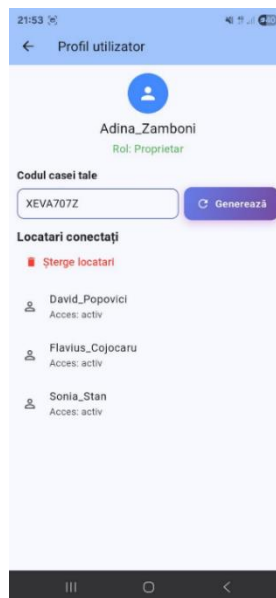 21:53
Profil utilizator
Adina_Zamboni
Rol: Proprietar
Codul casei tale
XEVA707Z
Generează
Locatari conectați
Șterge locatari
David_Popovici
Acces: activ
Flavius_Cojocaru
Acces: activ
Sonia_Stan
Acces: activ